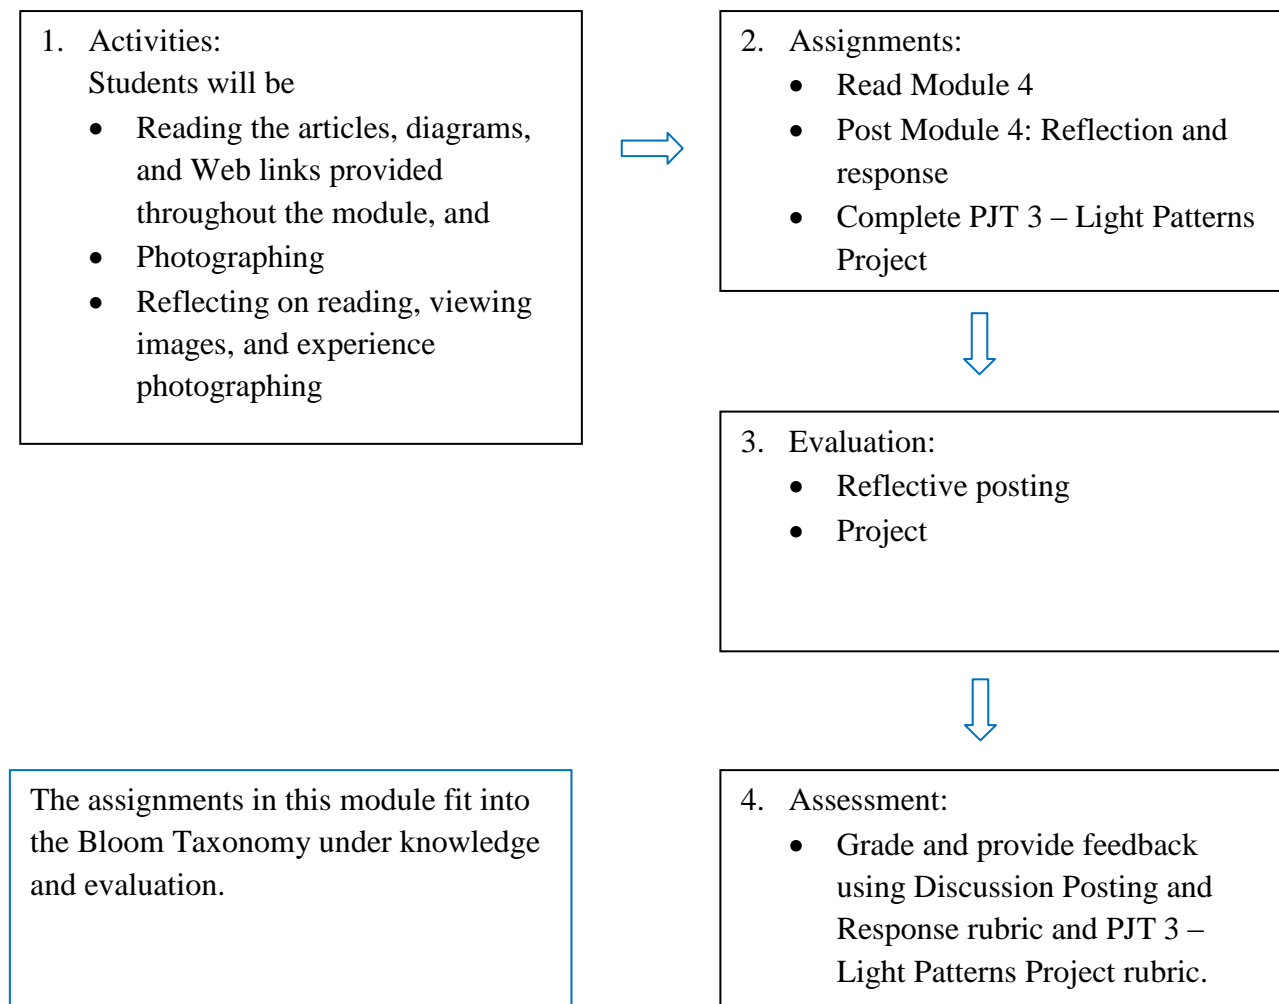 1. Activities:
Students will be
• Reading the articles, diagrams,
and Web links provided
throughout the module, and
• Photographing
• Reflecting on reading, viewing
images, and experience
photographing
2. Assignments:
• Read Module 4
• Post Module 4: Reflection and
response
• Complete PJT 3 – Light Patterns
Project
3. Evaluation:
• Reflective posting
• Project
4. Assessment:
• Grade and provide feedback
using Discussion Posting and
Response rubric and PJT 3 –
Light Patterns Project rubric.
The assignments in this module fit into
the Bloom Taxonomy under knowledge
and evaluation.